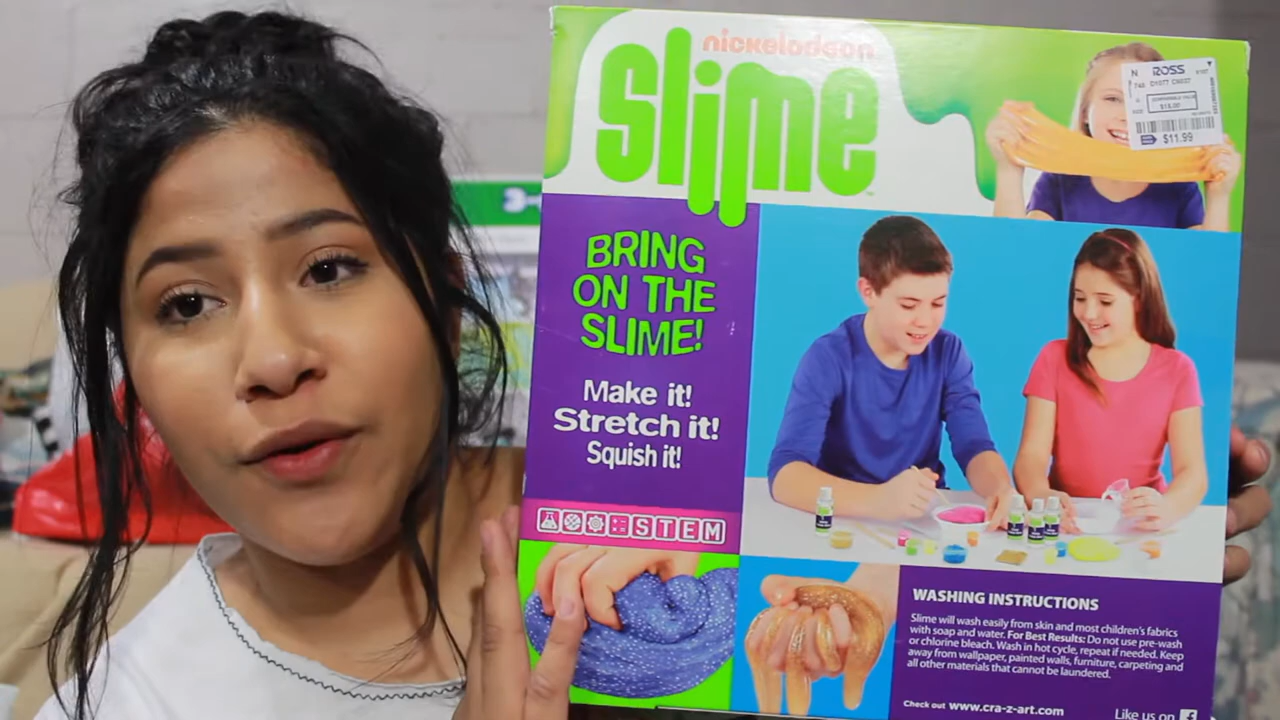 nickelodeon
slime
ROSS
$11.99
BRING
ON THE
SLIME!
Make it!
Stretch it!
Squish it!
STEM
WASHING INSTRUCTIONS
Slime will wash easily from skin and most children's fabrics
with soap and water. For Best Results: Do not use pre-wash
or chlorine bleach. Wash in hot cycle, repeat if needed. Keep
away from wallpaper, painted walls, furniture, carpeting and
all other materials that cannot be laundered.
Check out www.cra-z-art.com
Like us on